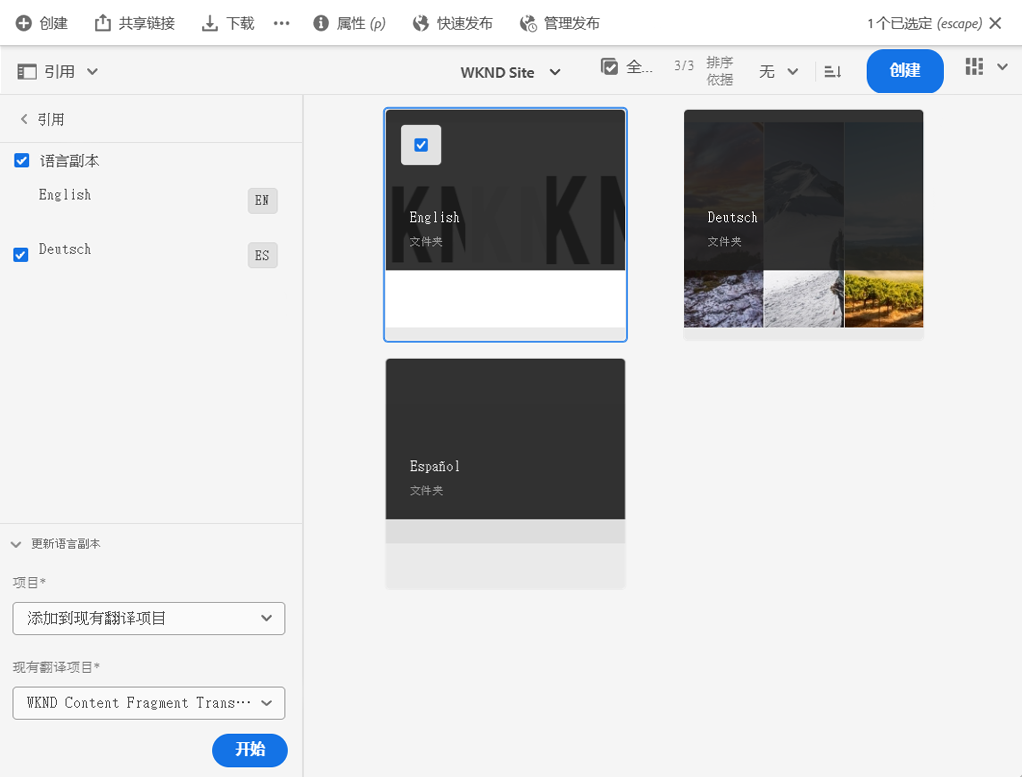 创建
共享链接
下载
属性 (p)
快速发布
管理发布
1个已选定 (escape)
引用
WKND Site
全...
3/3
排序
依据
无
创建
引用
语言副本
English
EN
Deutsch
ES
English
文件夹
Deutsch
文件夹
Español
文件夹
更新语言副本
项目*
添加到现有翻译项目
现有翻译项目*
WKND Content Fragment Trans···
开始